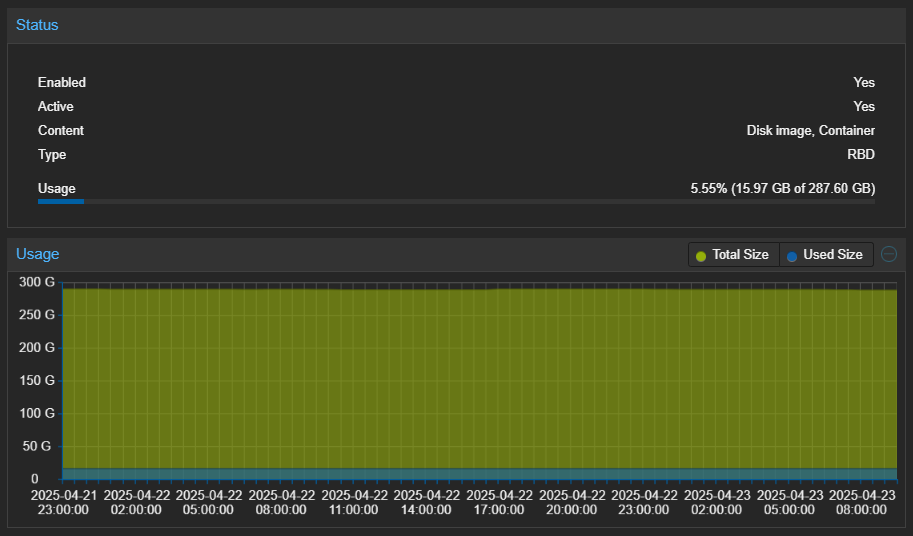 Status
Enabled Yes
Active Yes
Content Disk image, Container
Type RBD
Usage 5.55% (15.97 GB of 287.60 GB)
Usage Total Size Used Size
300 G
250 G
200 G
150 G
100 G
50 G
0
2025-04-21 2025-04-22 2025-04-22 2025-04-22 2025-04-22 2025-04-22 2025-04-22 2025-04-22 2025-04-22 2025-04-23 2025-04-23 2025-04-23
23:00:00 02:00:00 05:00:00 08:00:00 11:00:00 14:00:00 17:00:00 20:00:00 23:00:00 02:00:00 05:00:00 08:00:00